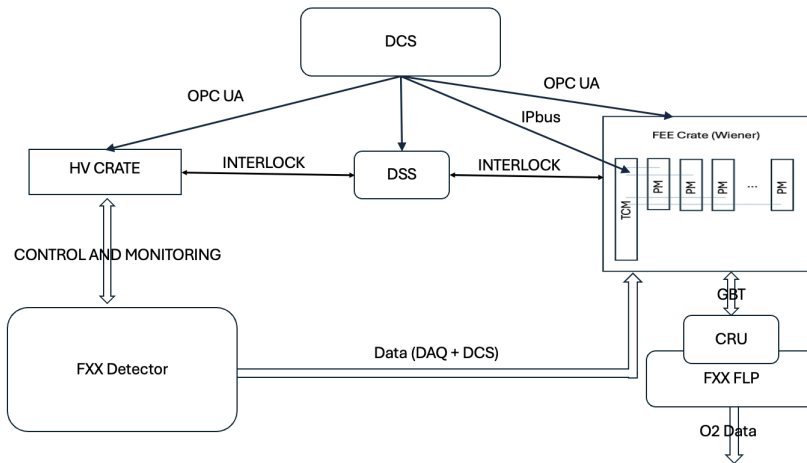 DCS
OPC UA
OPC UA
IPbus
FEE Crate (Wiener)
HV CRATE
INTERLOCK
DSS
INTERLOCK
TCM
PM
PM
PM
...
PM
CONTROL AND MONITORING
GBT
CRU
FXX Detector
Data (DAQ + DCS)
FXX FLP
O2 Data